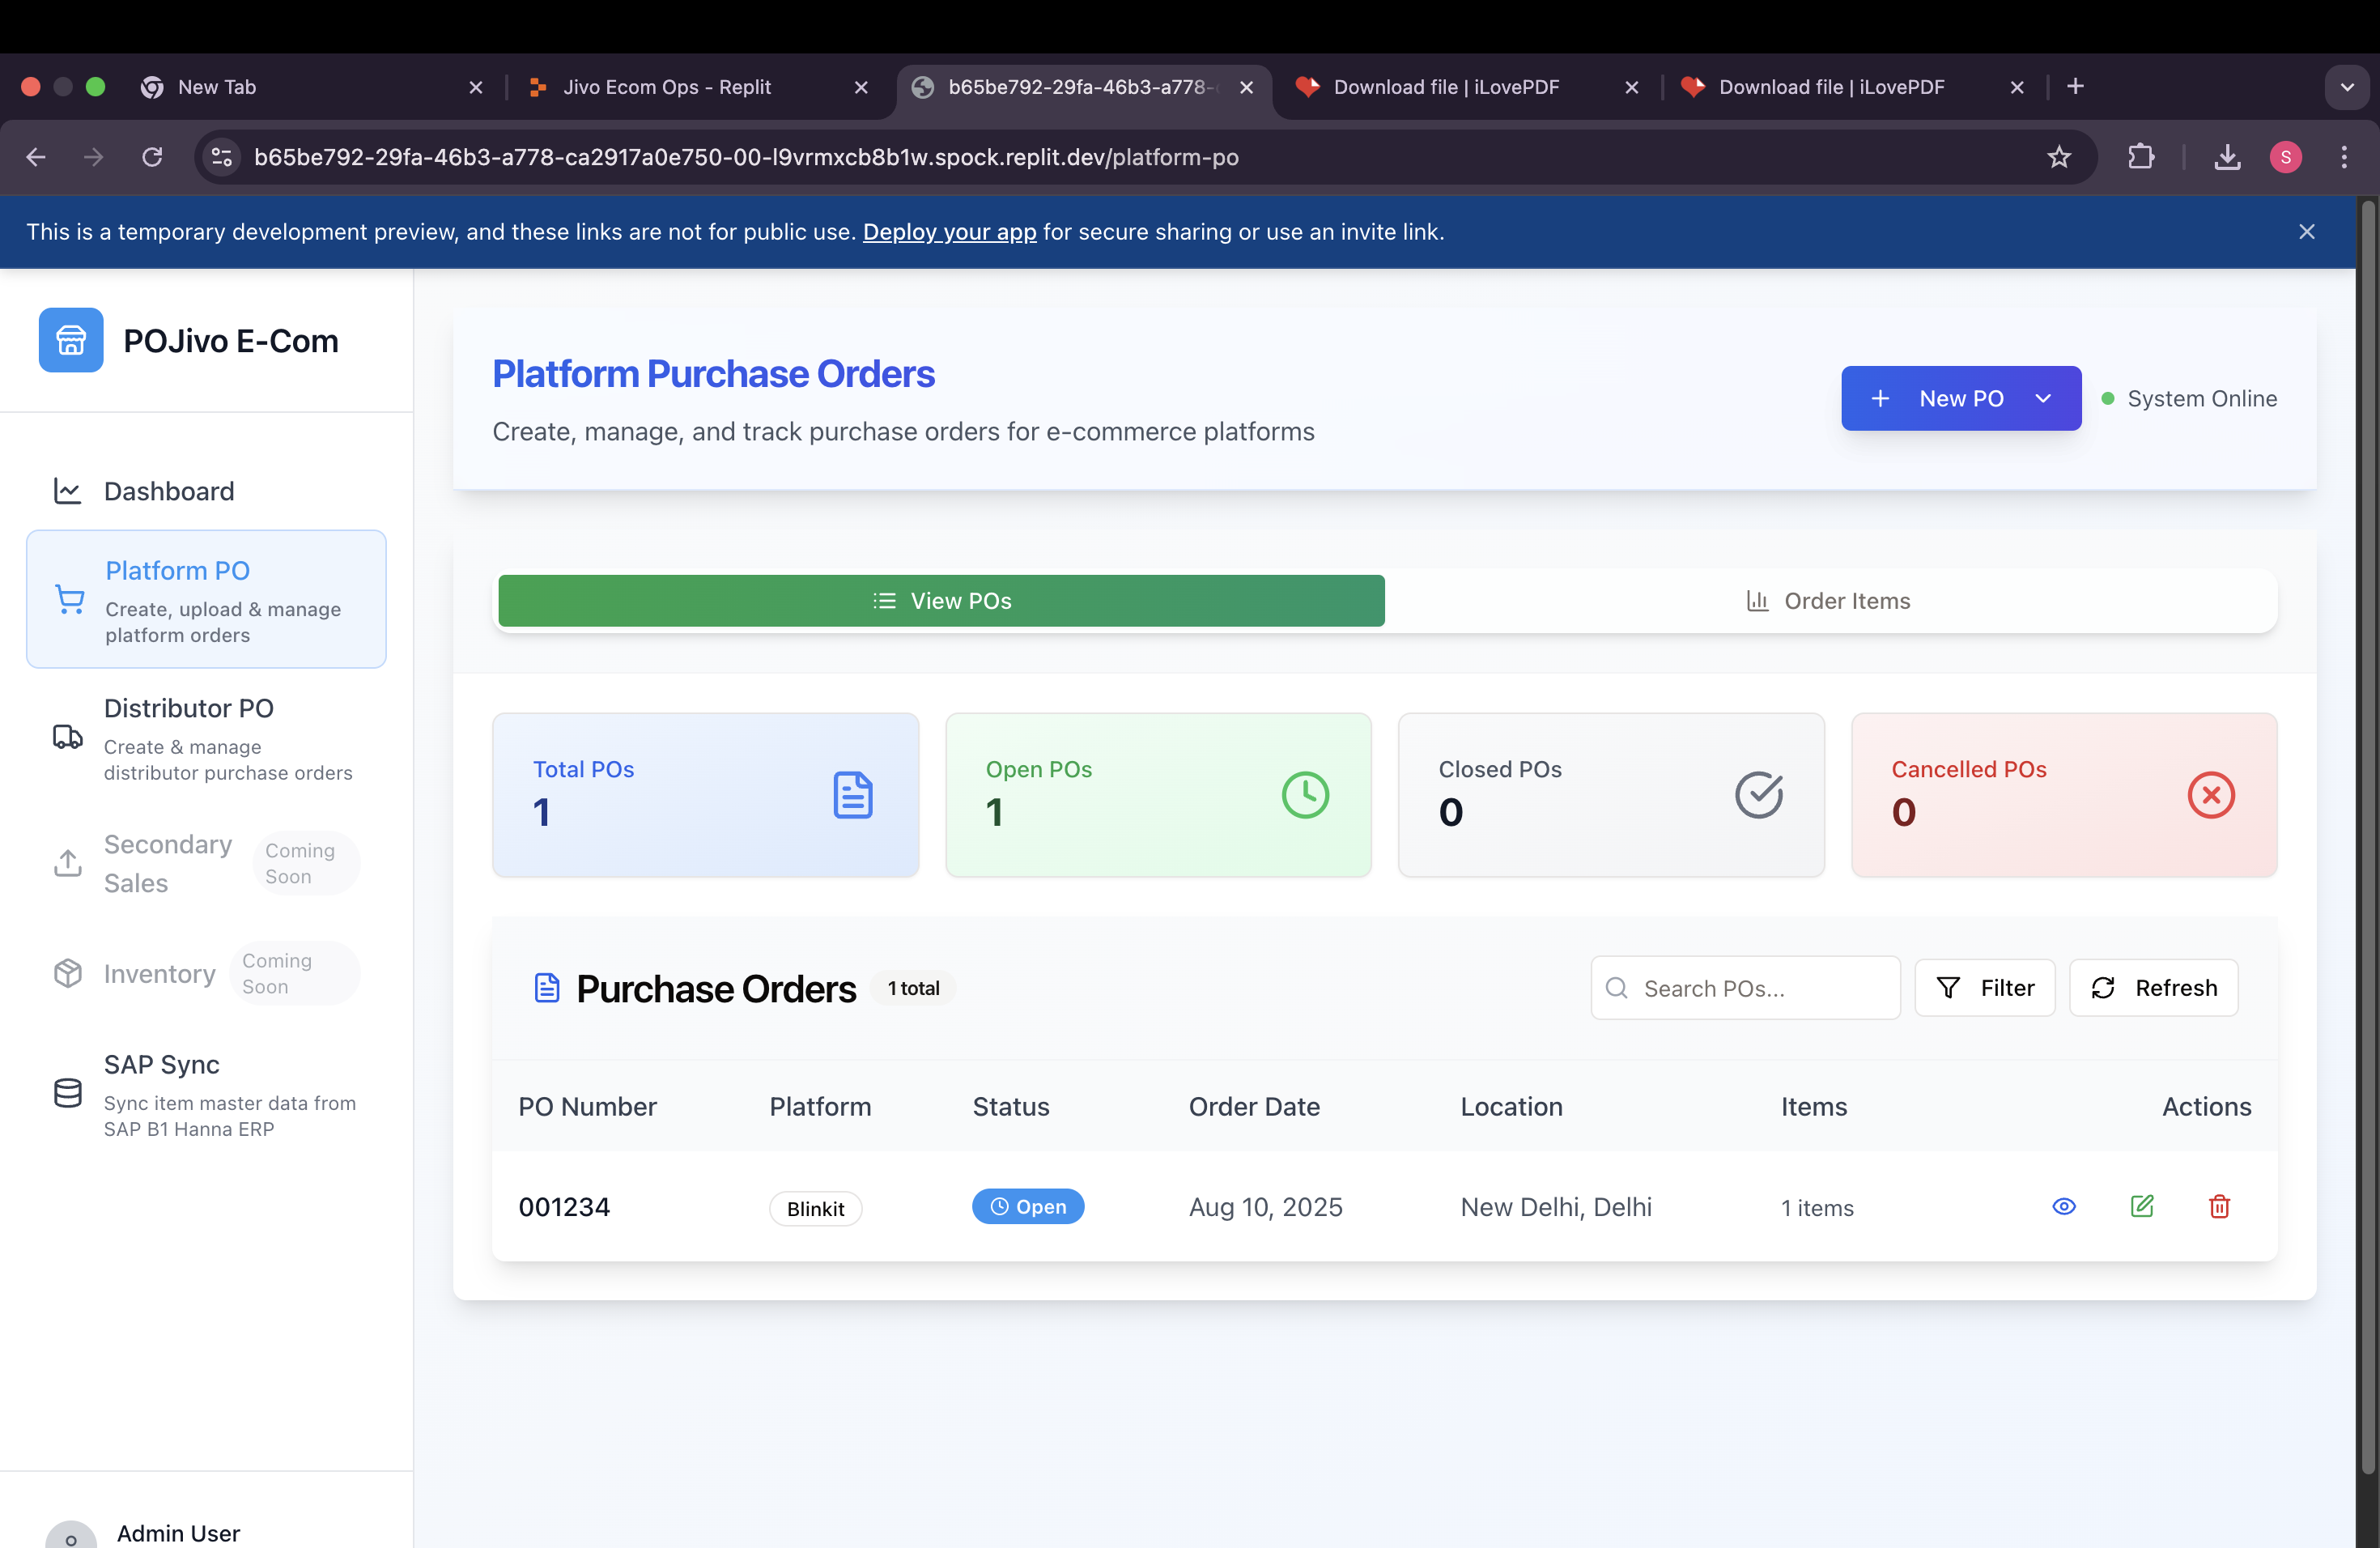 New Tab
Jivo Ecom Ops - Replit
b65be792-29fa-46b3-a778-
Download file | iLovePDF
Download file | iLovePDF
b65be792-29fa-46b3-a778-ca2917a0e750-00-l9vrmxcb8b1w.spock.replit.dev/platform-po
S
This is a temporary development preview, and these links are not for public use. Deploy your app for secure sharing or use an invite link.
POJivo E-Com
Dashboard
Platform PO
Create, upload & manage
platform orders
Distributor PO
Create & manage
distributor purchase orders
Secondary
Sales
Coming
Soon
Inventory
Coming
Soon
SAP Sync
Sync item master data from
SAP B1 Hanna ERP
Admin User
Platform Purchase Orders
Create, manage, and track purchase orders for e-commerce platforms
New PO
System Online
View POs
Order Items
Total POs
1
Open POs
1
Closed POs
0
Cancelled POs
0
Purchase Orders
1 total
Search POs...
Filter
Refresh
PO Number Platform Status Order Date Location Items Actions
001234 Blinkit Open Aug 10, 2025 New Delhi, Delhi 1 items